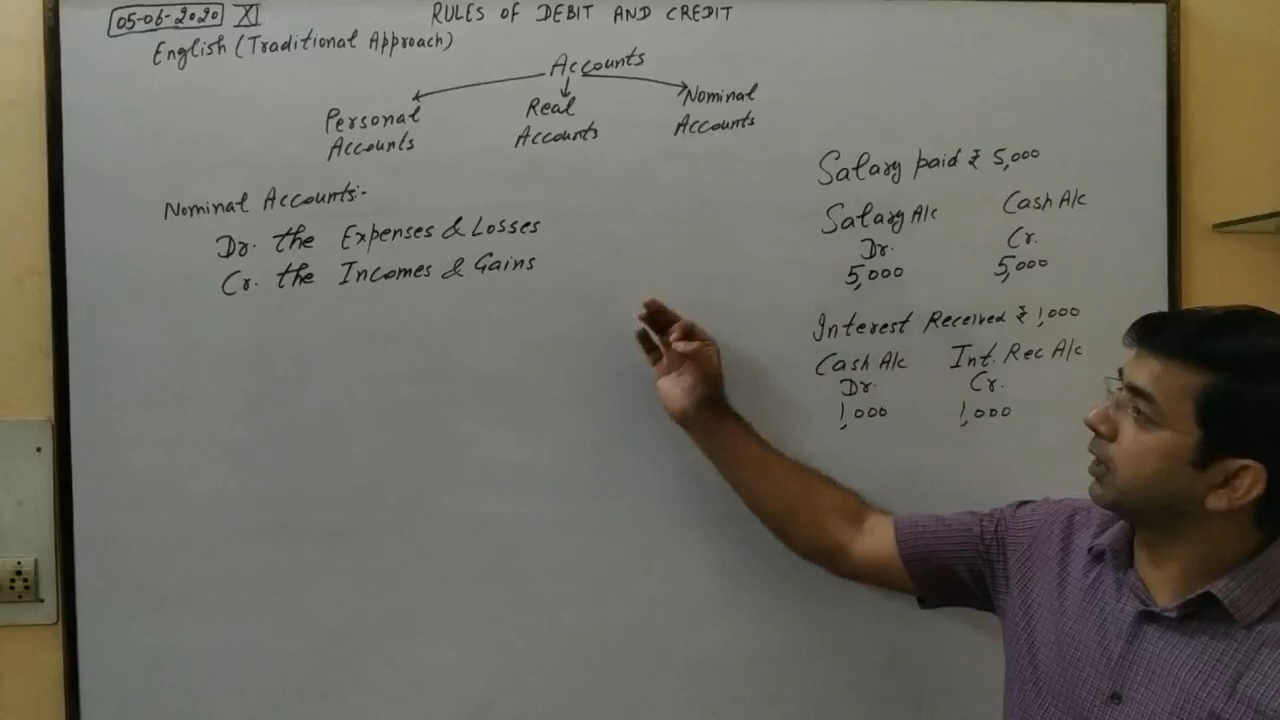 05-06-2020 XI RULES OF DEBIT AND CREDIT
English (Traditional Approach)
Accounts
Personal Accounts
Real Accounts
Nominal Accounts
Nominal Accounts:-
Dr. the Expenses & Losses
Cr. the Incomes & Gains
Salary paid ₹ 5,000
Salary A/c Cash A/c
Dr. Cr.
5,000 5,000
Interest Received ₹ 1,000
Cash A/c Int. Rec A/c
Dr. Cr.
1,000 1,000